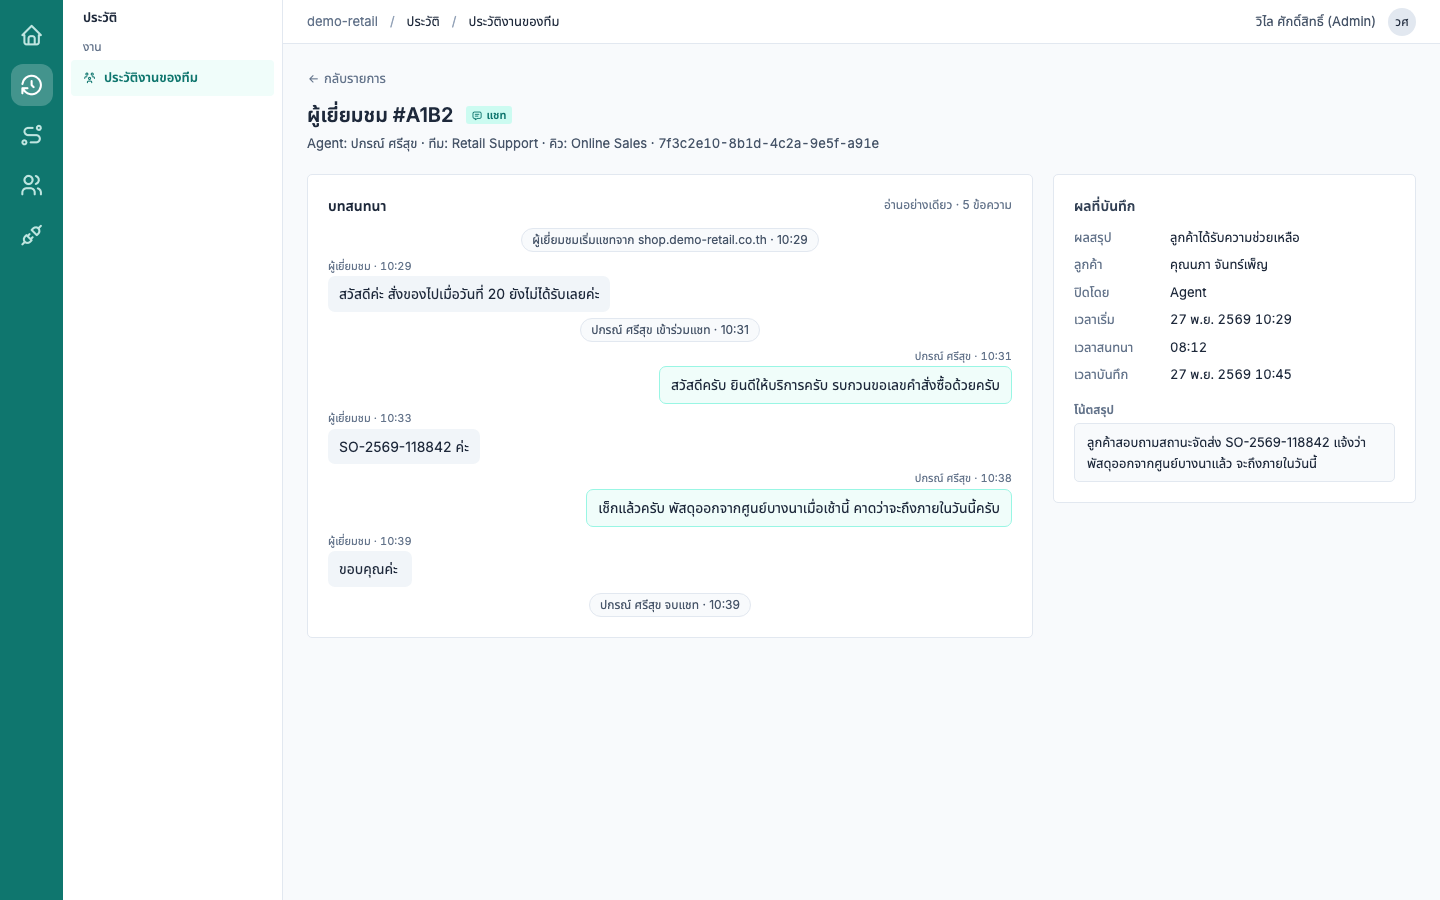 ประวัติ
งาน
ประวัติงานของทีม
demo-retail / ประวัติ / ประวัติงานของทีม
วิไล ศักดิ์สิทธิ์ (Admin) วศ
← กลับรายการ
ผู้เยี่ยมชม #A1B2 แชท
Agent: ปกรณ์ ศรีสุข · ทีม: Retail Support · คิว: Online Sales · 7f3c2e10-8b1d-4c2a-9e5f-a91e
บทสนทนา
อ่านอย่างเดียว · 5 ข้อความ
ผู้เยี่ยมชมเริ่มแชทจาก shop.demo-retail.co.th · 10:29
ผู้เยี่ยมชม · 10:29
สวัสดีค่ะ สั่งของไปเมื่อวันที่ 20 ยังไม่ได้รับเลยค่ะ
ปกรณ์ ศรีสุข เข้าร่วมแชท · 10:31
ปกรณ์ ศรีสุข · 10:31
สวัสดีครับ ยินดีให้บริการครับ รบกวนขอเลขคำสั่งซื้อด้วยครับ
ผู้เยี่ยมชม · 10:33
SO-2569-118842 ค่ะ
ปกรณ์ ศรีสุข · 10:38
เช็กแล้วครับ พัสดุออกจากศูนย์บางนาเมื่อเช้านี้ คาดว่าจะถึงภายในวันนี้ครับ
ผู้เยี่ยมชม · 10:39
ขอบคุณค่ะ
ปกรณ์ ศรีสุข จบแชท · 10:39
ผลที่บันทึก
ผลสรุป ลูกค้าได้รับความช่วยเหลือ
ลูกค้า คุณนภา จันทร์เพ็ญ
ปิดโดย Agent
เวลาเริ่ม 27 พ.ย. 2569 10:29
เวลาสนทนา 08:12
เวลาบันทึก 27 พ.ย. 2569 10:45
โน้ตสรุป
ลูกค้าสอบถามสถานะจัดส่ง SO-2569-118842 แจ้งว่า
พัสดุออกจากศูนย์บางนาแล้ว จะถึงภายในวันนี้